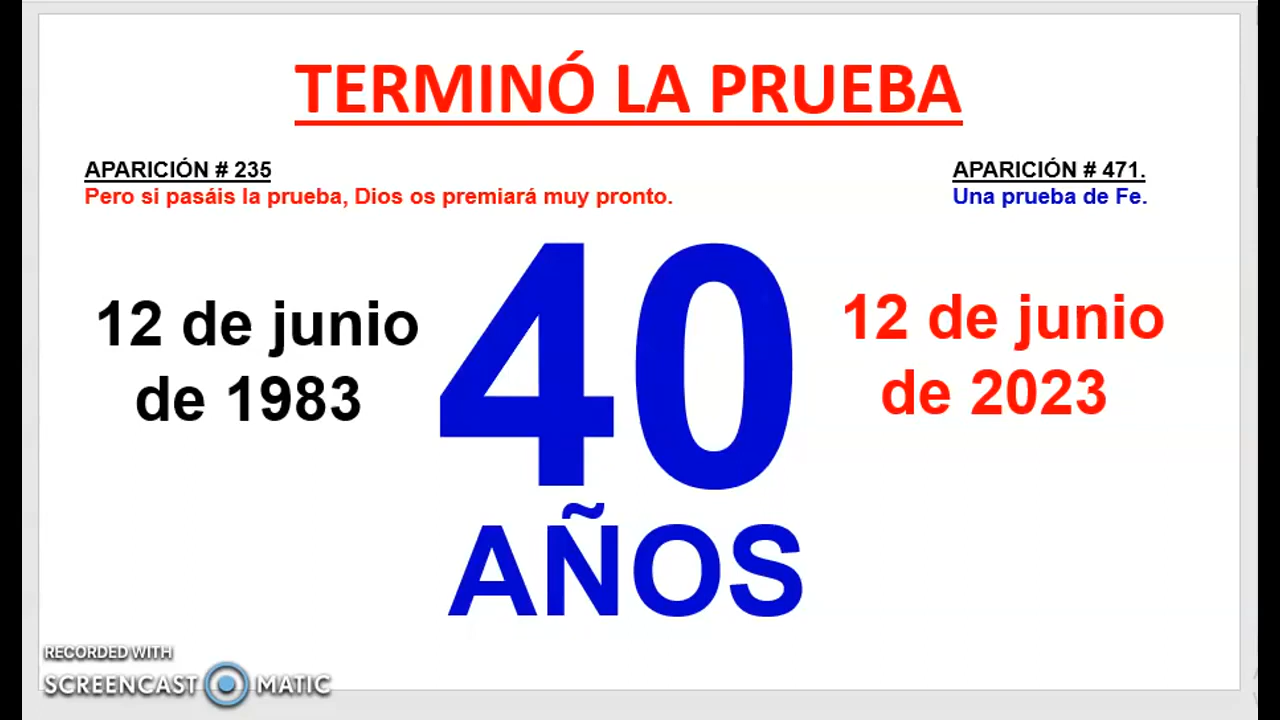 TERMINÓ LA PRUEBA
APARICIÓN # 235
Pero si pasáis la prueba, Dios os premiará muy pronto.
APARICIÓN # 471.
Una prueba de Fe.
12 de junio
de 1983
40
AÑOS
12 de junio
de 2023
RECORDED WITH
SCREENCAST MATIC